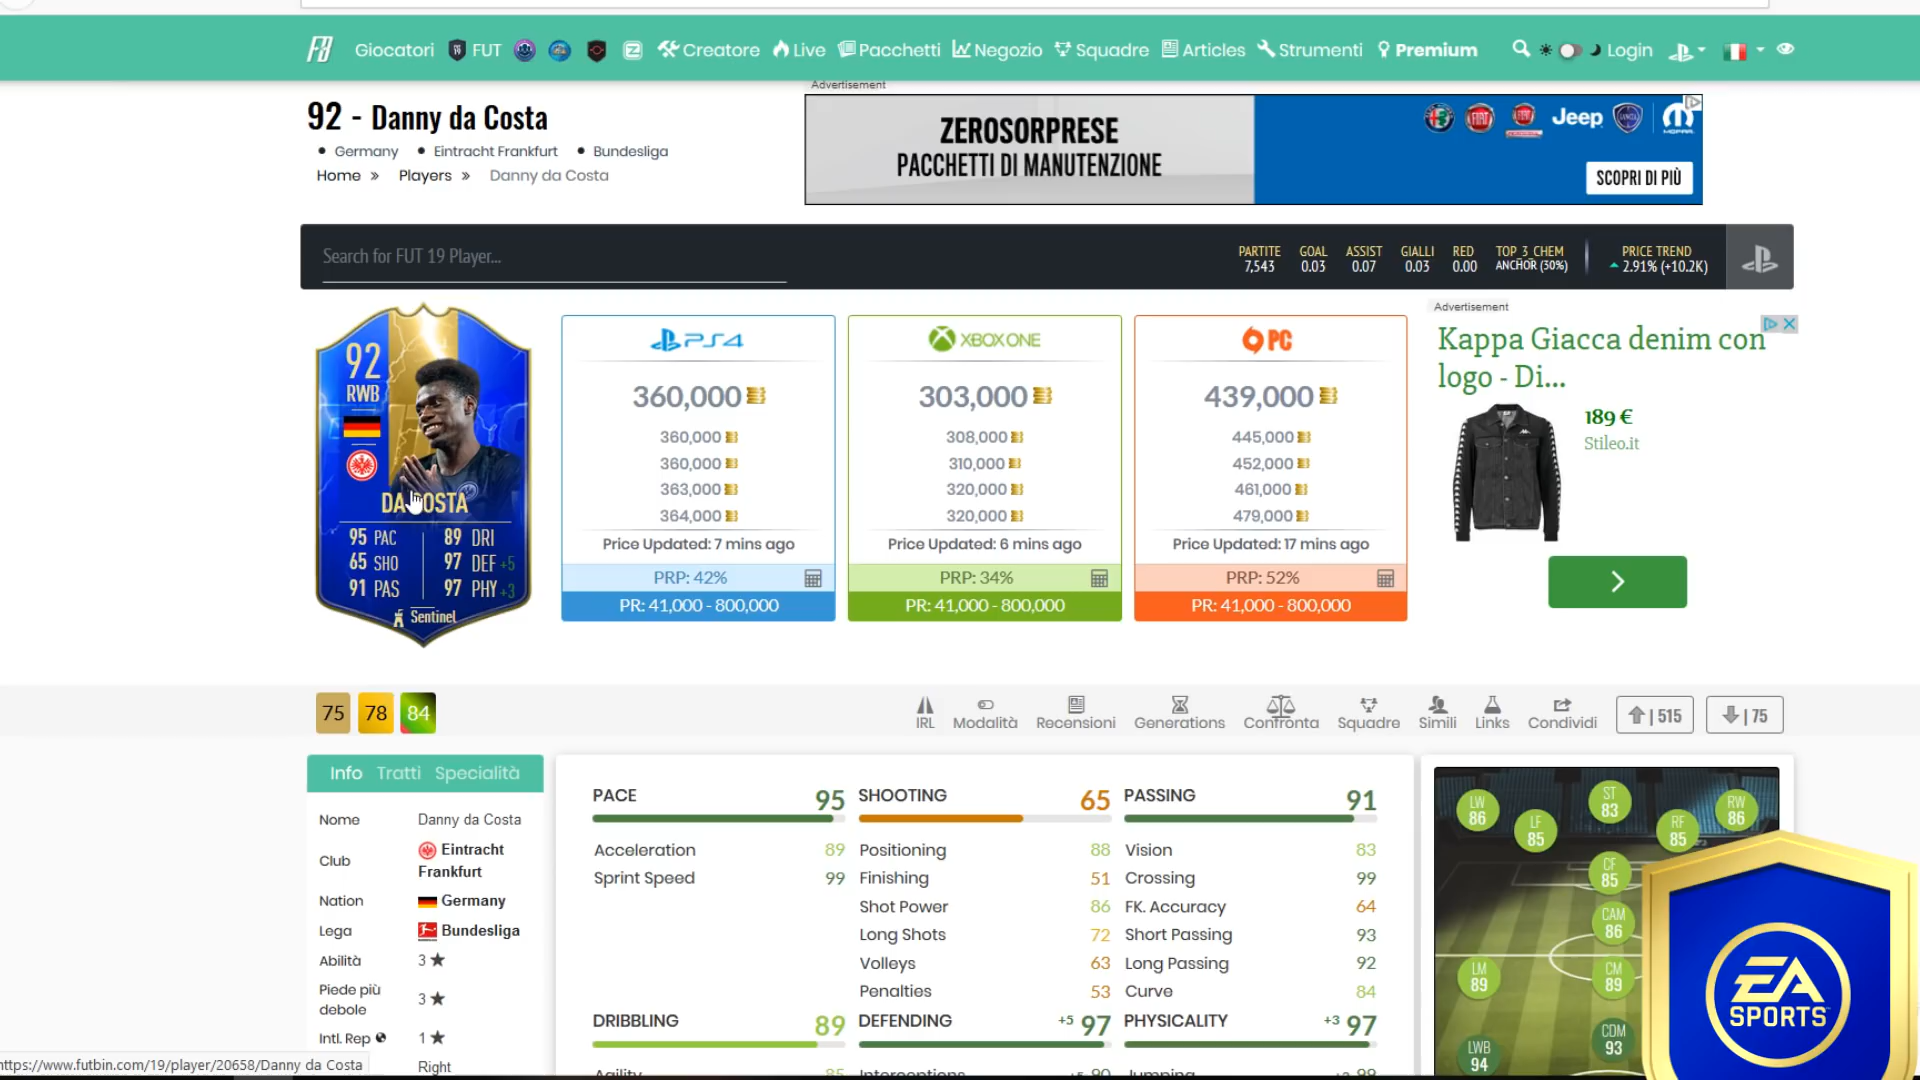 F8 Giocatori FUT Creatore Live Pacchetti Negozio Squadre Articles Strumenti Premium Login
Advertisement
92 - Danny da Costa
Germany Eintracht Frankfurt Bundesliga
Home » Players » Danny da Costa
ZEROSORPRESE
PACCHETTI DI MANUTENZIONE
FIAT Jeep LANCIA MOPAR
SCOPRI DI PIÙ
Search for FUT 19 Player...
PARTITE GOAL ASSIST GIALLI RED TOP 3 CHEM PRICE TREND
7,543 0.03 0.07 0.03 0.00 ANCHOR (30%) 2.91% (+10.2K)
92
RWB
DA COSTA
95 PAC 89 DRI
65 SHO 97 DEF +5
91 PAS 97 PHY +3
Sentinel
PS4
360,000
360,000
360,000
363,000
364,000
Price Updated: 7 mins ago
PRP: 42%
PR: 41,000 - 800,000
XBOX ONE
303,000
308,000
310,000
320,000
320,000
Price Updated: 6 mins ago
PRP: 34%
PR: 41,000 - 800,000
PC
439,000
445,000
452,000
461,000
479,000
Price Updated: 17 mins ago
PRP: 52%
PR: 41,000 - 800,000
Advertisement
Kappa Giacca denim con
logo - Di...
189 €
Stileo.it
75 78 84
IRL Modalità Recensioni Generations Confronta Squadre Simili Links Condividi | 515 | 75
Info Tratti Specialità
Nome Danny da Costa
Club Eintracht
Frankfurt
Nation Germany
Lega Bundesliga
Abilità 3 ★
Piede più
debole 3 ★
Intl. Rep 1 ★
Right
PACE 95
Acceleration 89
Sprint Speed 99
SHOOTING 65
Positioning 88
Finishing 51
Shot Power 86
Long Shots 72
Volleys 63
Penalties 53
PASSING 91
Vision 83
Crossing 99
FK. Accuracy 64
Short Passing 93
Long Passing 92
Curve 84
DRIBBLING 89
Agility 85
DEFENDING +5 97
Interceptions +5 90
PHYSICALITY +3 97
Jumping +3 99
LW
86
LF
85
ST
83
RF
85
RW
86
CF
85
CAM
86
LM
89
CM
89
CDM
93
LWB
94
EA
SPORTS
https://www.futbin.com/19/player/20658/Danny da Costa